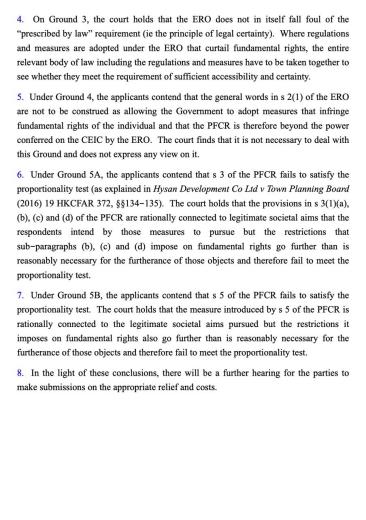 4. On Ground 3, the court holds that the ERO does not in itself fall foul of the
“prescribed by law” requirement (ie the principle of legal certainty). Where regulations
and measures are adopted under the ERO that curtail fundamental rights, the entire
relevant body of law including the regulations and measures have to be taken together to
see whether they meet the requirement of sufficient accessibility and certainty.
5. Under Ground 4, the applicants contend that the general words in s 2(1) of the ERO
are not to be construed as allowing the Government to adopt measures that infringe
fundamental rights of the individual and that the PFCR is therefore beyond the power
conferred on the CEIC by the ERO. The court finds that it is not necessary to deal with
this Ground and does not express any view on it.
6. Under Ground 5A, the applicants contend that s 3 of the PFCR fails to satisfy the
proportionality test (as explained in Hysan Development Co Ltd v Town Planning Board
(2016) 19 HKCFAR 372, §§134–135). The court holds that the provisions in s 3(1)(a),
(b), (c) and (d) of the PFCR are rationally connected to legitimate societal aims that the
respondents intend by those measures to pursue but the restrictions that
sub-paragraphs (b), (c) and (d) impose on fundamental rights go further than is
reasonably necessary for the furtherance of those objects and therefore fail to meet the
proportionality test.
7. Under Ground 5B, the applicants contend that s 5 of the PFCR fails to satisfy the
proportionality test. The court holds that the measure introduced by s 5 of the PFCR is
rationally connected to the legitimate societal aims pursued but the restrictions it
imposes on fundamental rights also go further than is reasonably necessary for the
furtherance of those objects and therefore fail to meet the proportionality test.
8. In the light of these conclusions, there will be a further hearing for the parties to
make submissions on the appropriate relief and costs.